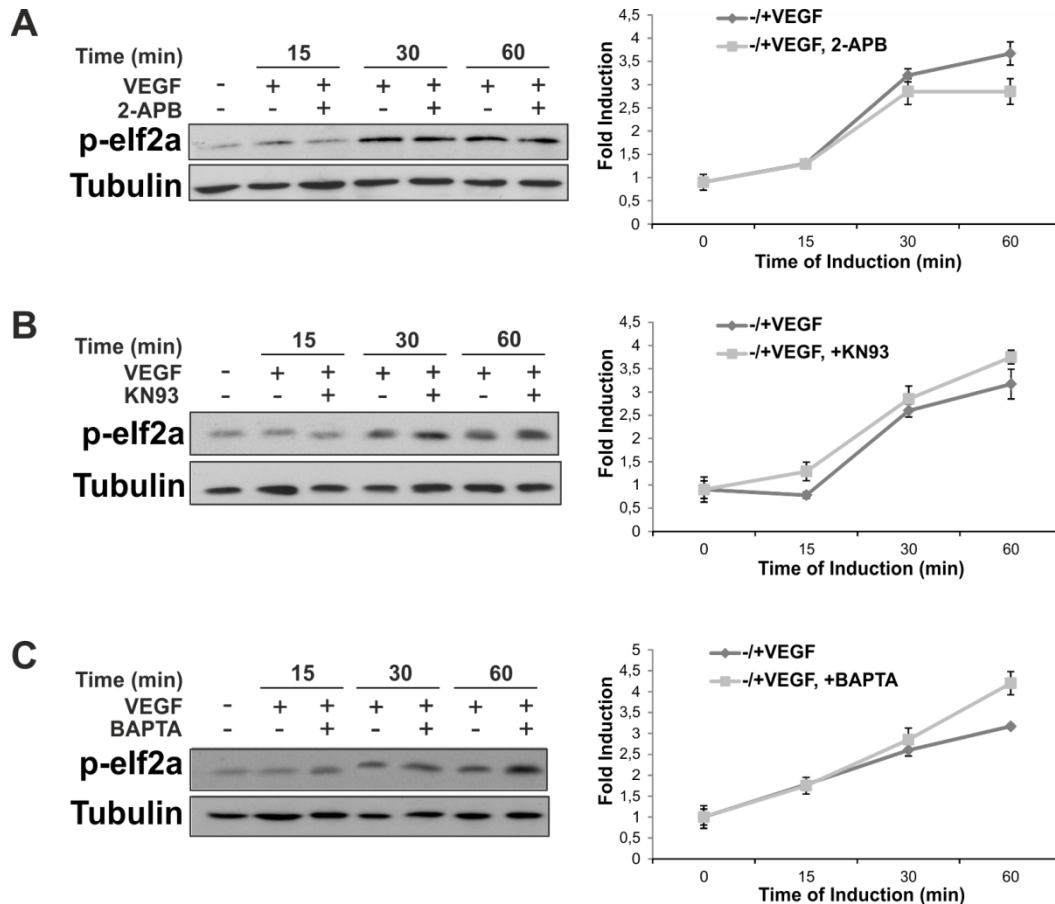 A
Time (min) 15 30 60
VEGF - + + + + + +
2-APB - - + - + - +
p-eIf2a
Tubulin
-/+VEGF
-/+VEGF, 2-APB
Fold Induction
4,5
4
3,5
3
2,5
2
1,5
1
0,5
0
0 15 30 60
Time of Induction (min)
B
Time (min) 15 30 60
VEGF - + + + + + +
KN93 - - + - + - +
p-eIf2a
Tubulin
-/+VEGF
-/+VEGF, +KN93
Fold Induction
4,5
4
3,5
3
2,5
2
1,5
1
0,5
0
0 15 30 60
Time of Induction (min)
C
Time (min) 15 30 60
VEGF - + + + + + +
BAPTA - - + - + - +
p-eIf2a
Tubulin
-/+VEGF
-/+VEGF, +BAPTA
Fold Induction
5
4,5
4
3,5
3
2,5
2
1,5
1
0,5
0
0 15 30 60
Time of Induction (min)